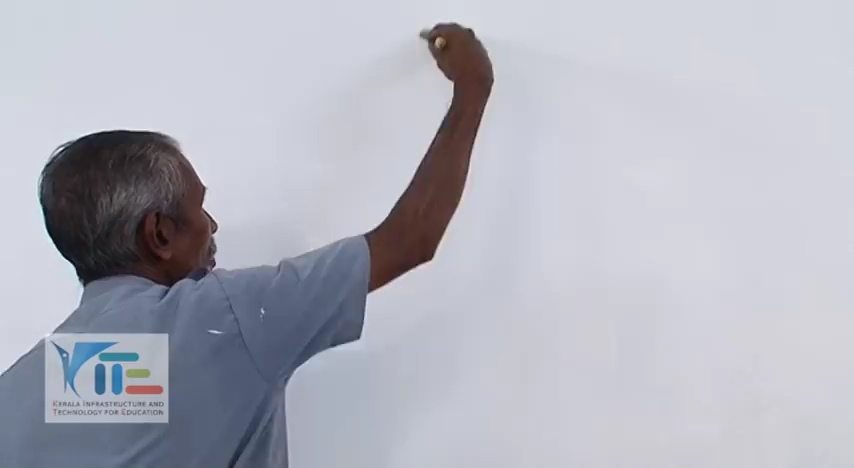 KERALA INFRASTRUCTURE AND
TECHNOLOGY FOR EDUCATION